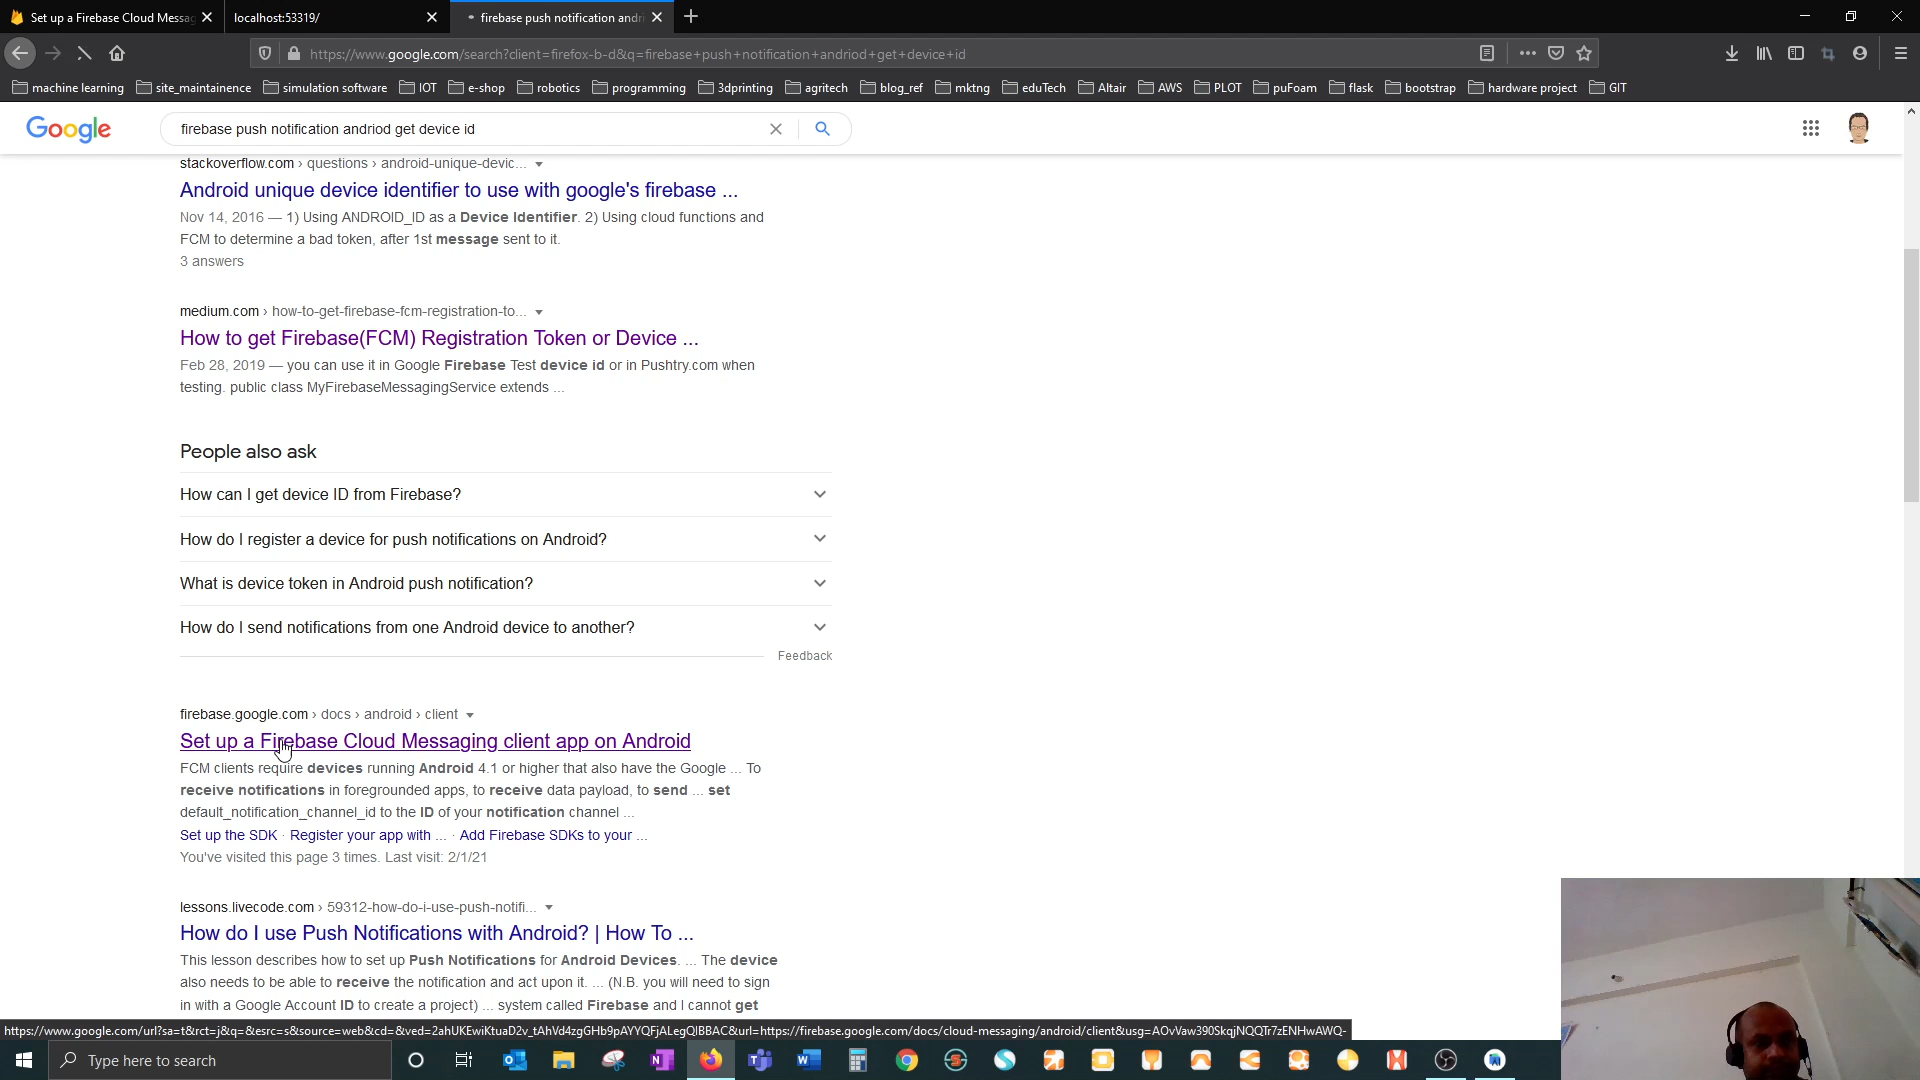 Set up a Firebase Cloud Messag
localhost:53319/
firebase push notification andri
https://www.google.com/search?client=firefox-b-d&q=firebase+push+notification+andriod+get+device+id
machine learning
site_maintainence
simulation software
IOT
e-shop
robotics
programming
3dprinting
agritech
blog_ref
mktng
eduTech
Altair
AWS
PLOT
puFoam
flask
bootstrap
hardware project
GIT
Google
firebase push notification andriod get device id
stackoverflow.com › questions › android-unique-devic...
Android unique device identifier to use with google's firebase ...
Nov 14, 2016 — 1) Using ANDROID_ID as a Device Identifier. 2) Using cloud functions and
FCM to determine a bad token, after 1st message sent to it.
3 answers
medium.com › how-to-get-firebase-fcm-registration-to...
How to get Firebase(FCM) Registration Token or Device ...
Feb 28, 2019 — you can use it in Google Firebase Test device id or in Pushtry.com when
testing. public class MyFirebaseMessagingService extends ...
People also ask
How can I get device ID from Firebase?
How do I register a device for push notifications on Android?
What is device token in Android push notification?
How do I send notifications from one Android device to another?
Feedback
firebase.google.com › docs › android › client
Set up a Firebase Cloud Messaging client app on Android
FCM clients require devices running Android 4.1 or higher that also have the Google ... To
receive notifications in foregrounded apps, to receive data payload, to send ... set
default_notification_channel_id to the ID of your notification channel ...
Set up the SDK · Register your app with ... · Add Firebase SDKs to your ...
You've visited this page 3 times. Last visit: 2/1/21
lessons.livecode.com › 59312-how-do-i-use-push-notifi...
How do I use Push Notifications with Android? | How To ...
This lesson describes how to set up Push Notifications for Android Devices. ... The device
also needs to be able to receive the notification and act upon it. ... (N.B. you will need to sign
in with a Google Account ID to create a project) ... system called Firebase and I cannot get
https://www.google.com/url?sa=t&rct=j&q=&esrc=s&source=web&cd=&ved=2ahUKEwiKtuaD2v_tAhVd4zgGHb9pAYYQFjALegQIBBAC&url=https://firebase.google.com/docs/cloud-messaging/android/client&usg=AOvVaw390SkqjNQQTr7zENHwAWQ-
Type here to search